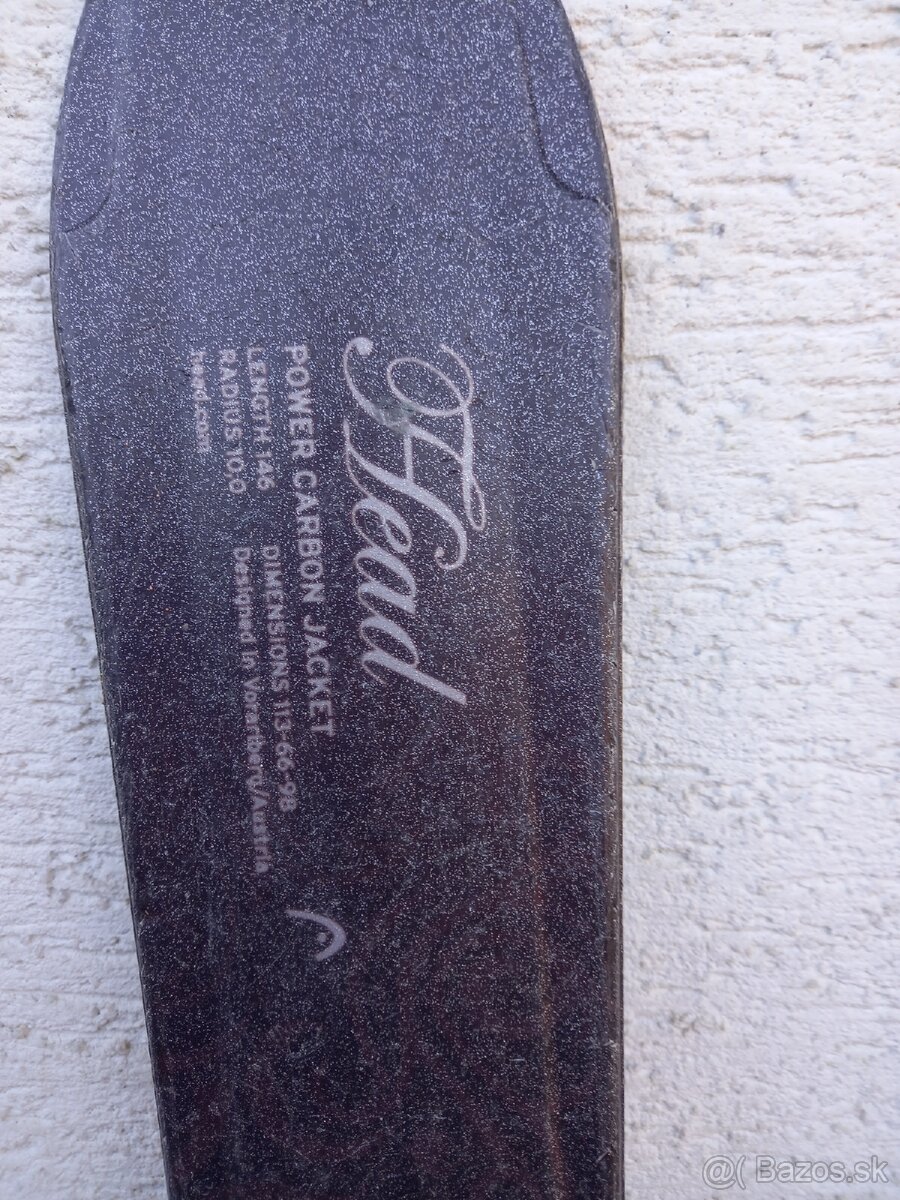 Head
POWER CARBON JACKET
LENGTH 146 DIMENSIONS 113-66-98
RADIUS 10,0 Designed in Vorarlberg/Austria
head.com
@( Bazos.sk